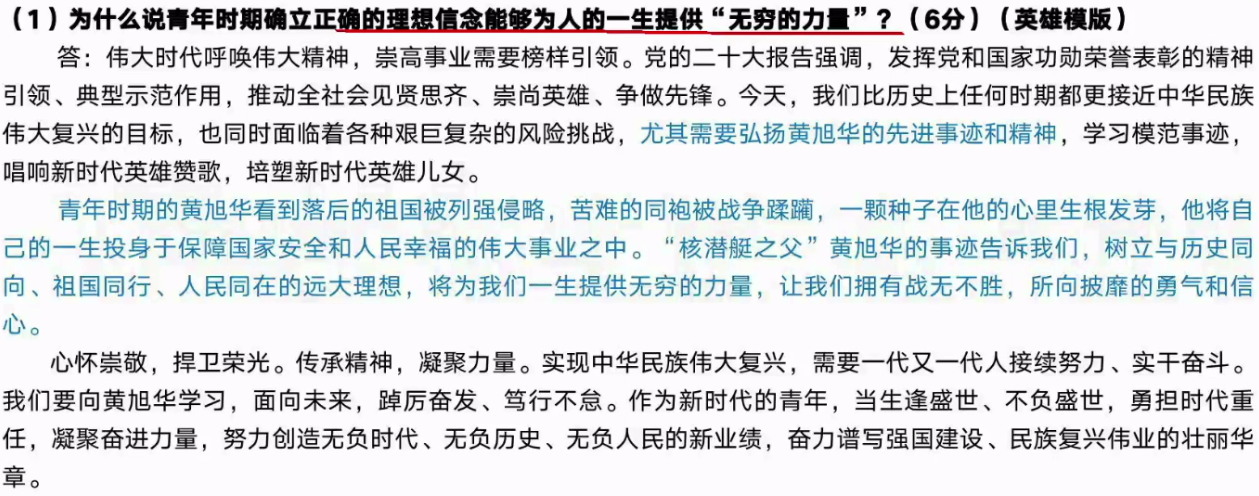 （1）为什么说青年时期确立正确的理想信念能够为人的一生提供“无穷的力量”？（6分）（英雄模版）
答：伟大时代呼唤伟大精神，崇高事业需要榜样引领。党的二十大报告强调，发挥党和国家功勋荣誉表彰的精神
引领、典型示范作用，推动全社会见贤思齐、崇尚英雄、争做先锋。今天，我们比历史上任何时期都更接近中华民族
伟大复兴的目标，也同时面临着各种艰巨复杂的风险挑战，尤其需要弘扬黄旭华的先进事迹和精神，学习模范事迹，
唱响新时代英雄赞歌，培塑新时代英雄儿女。
青年时期的黄旭华看到落后的祖国被列强侵略，苦难的同袍被战争蹂躏，一颗种子在他的心里生根发芽，他将自
己的一生投身于保障国家安全和人民幸福的伟大事业之中。“核潜艇之父”黄旭华的事迹告诉我们，树立与历史同
向、祖国同行、人民同在的远大理想，将为我们一生提供无穷的力量，让我们拥有战无不胜，所向披靡的勇气和信
心。
心怀崇敬，捍卫荣光。传承精神，凝聚力量。实现中华民族伟大复兴，需要一代又一代人接续努力、实干奋斗。
我们要向黄旭华学习，面向未来，踔厉奋发、笃行不怠。作为新时代的青年，当生逢盛世、不负盛世，勇担时代重
任，凝聚奋进力量，努力创造无负时代、无负历史、无负人民的新业绩，奋力谱写强国建设、民族复兴伟业的壮丽华
章。